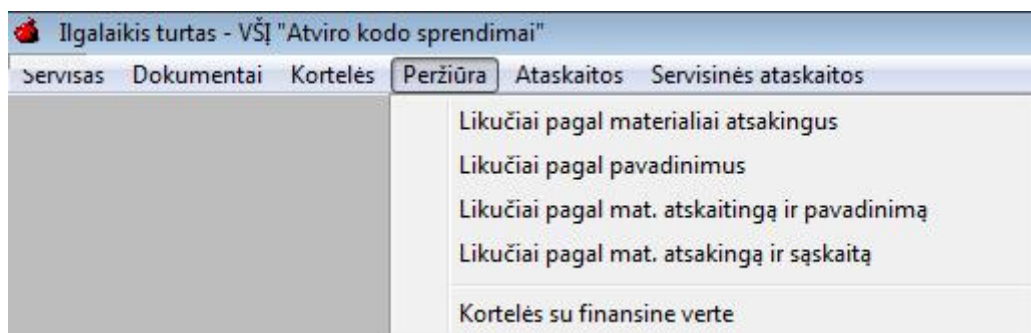 Ilgalaikis turtas - VŠĮ "Atviro kodo sprendimai"
Servisas Dokumentai Kortelės Peržiūra Ataskaitos Servisinės ataskaitos
Likučiai pagal materialiai atsakingus
Likučiai pagal pavadinimus
Likučiai pagal mat. atskaitingą ir pavadinimą
Likučiai pagal mat. atsakingą ir sąskaitą
Kortelės su finansine verte